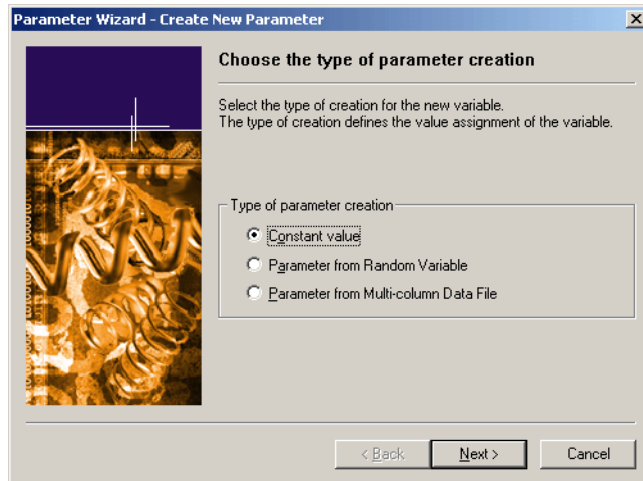 Parameter Wizard - Create New Parameter
Choose the type of parameter creation
Select the type of creation for the new variable.
The type of creation defines the value assignment of the variable.
Type of parameter creation
Constant value
Parameter from Random Variable
Parameter from Multi-column Data File
< Back
Next >
Cancel